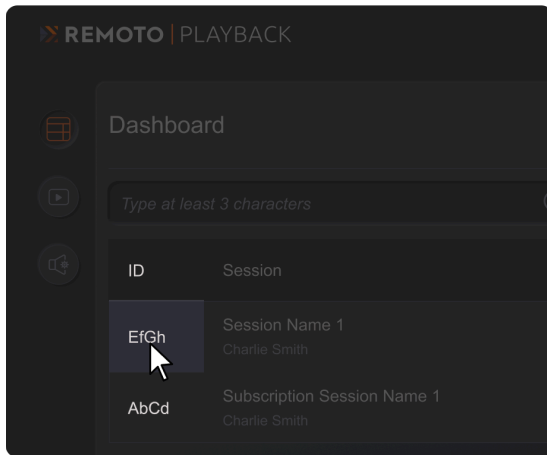 REMOTO | PLAYBACK
Dashboard
Type at least 3 characters
ID Session
EfGh Session Name 1
Charlie Smith
AbCd Subscription Session Name 1
Charlie Smith